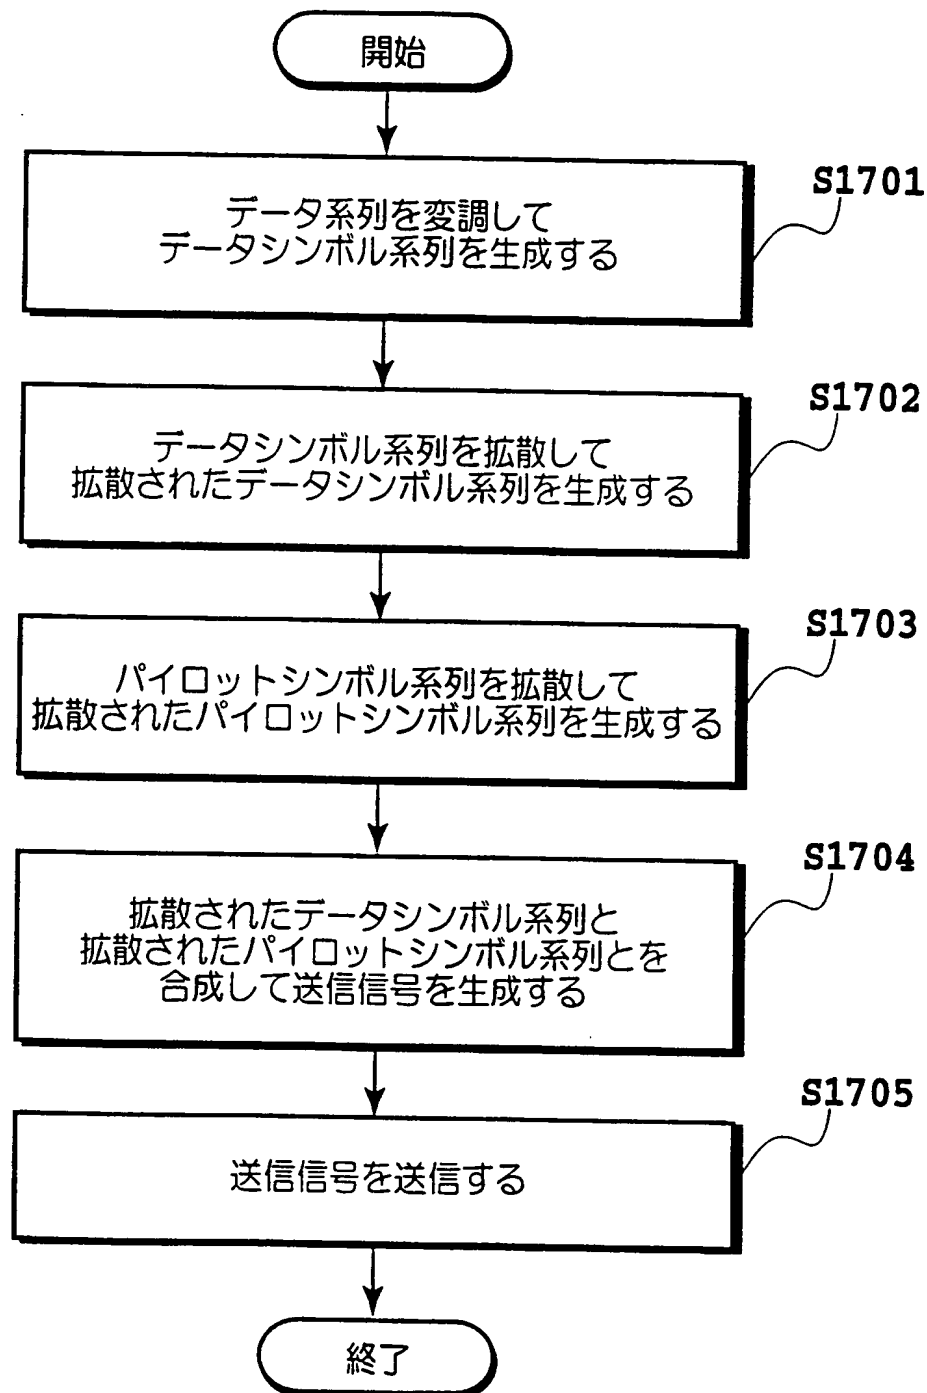 開始
データ系列を変調して
データシンボル系列を生成する
S1701
データシンボル系列を拡散して
拡散されたデータシンボル系列を生成する
S1702
パイロットシンボル系列を拡散して
拡散されたパイロットシンボル系列を生成する
S1703
拡散されたデータシンボル系列と
拡散されたパイロットシンボル系列とを
合成して送信信号を生成する
S1704
送信信号を送信する
S1705
終了